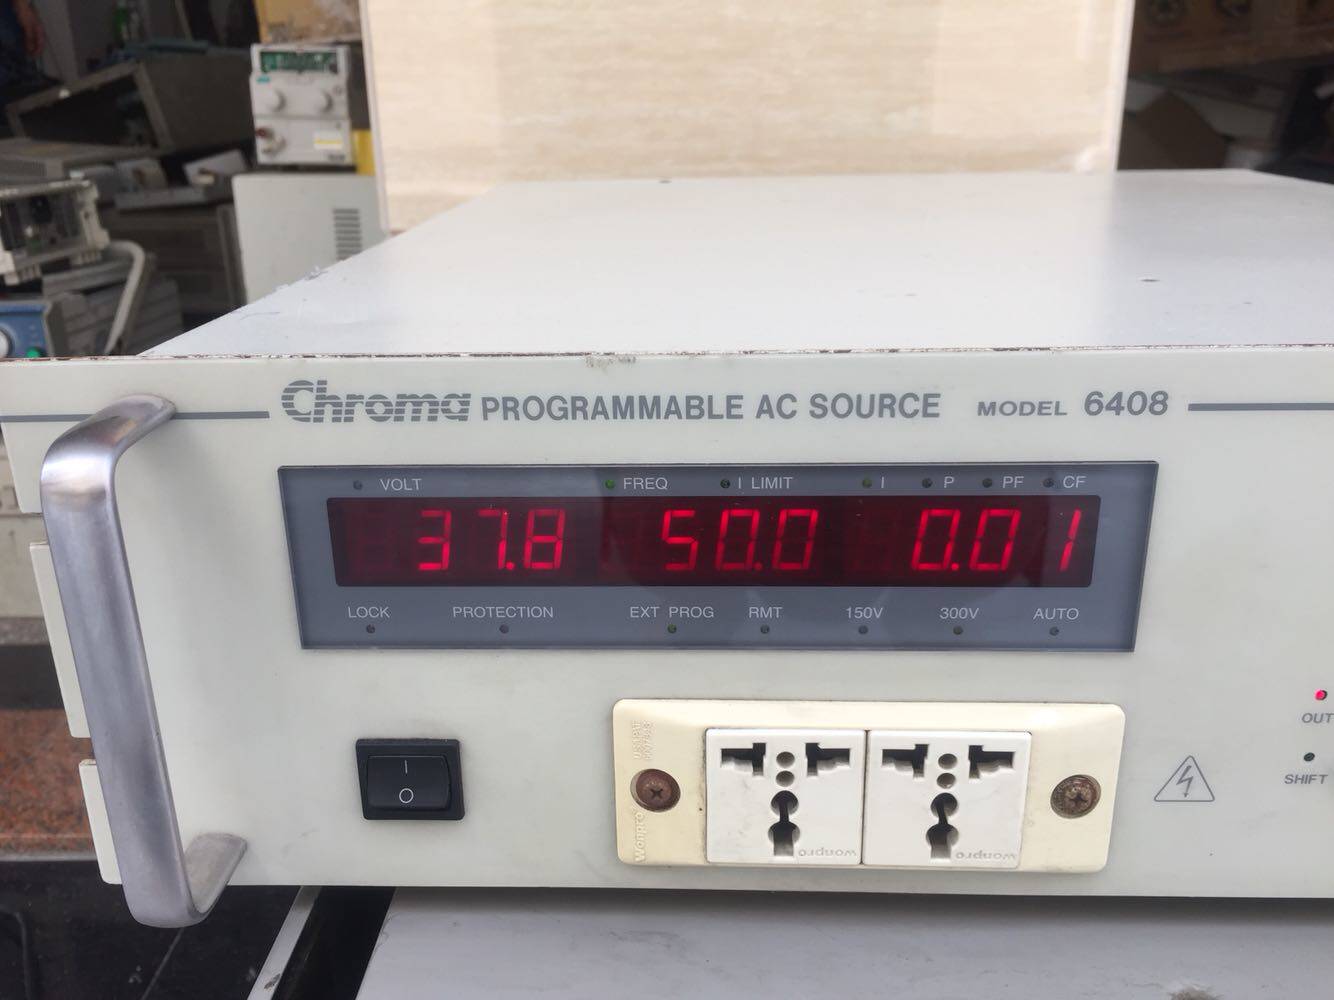 Chroma PROGRAMMABLE AC SOURCE MODEL 6408
VOLT FREQ I LIMIT I P PF CF
37.8 50.0 0.01
LOCK PROTECTION EXT PROG RMT 150V 300V AUTO
OUT
SHIFT
I
O
Wonpro
wonpro wonpro